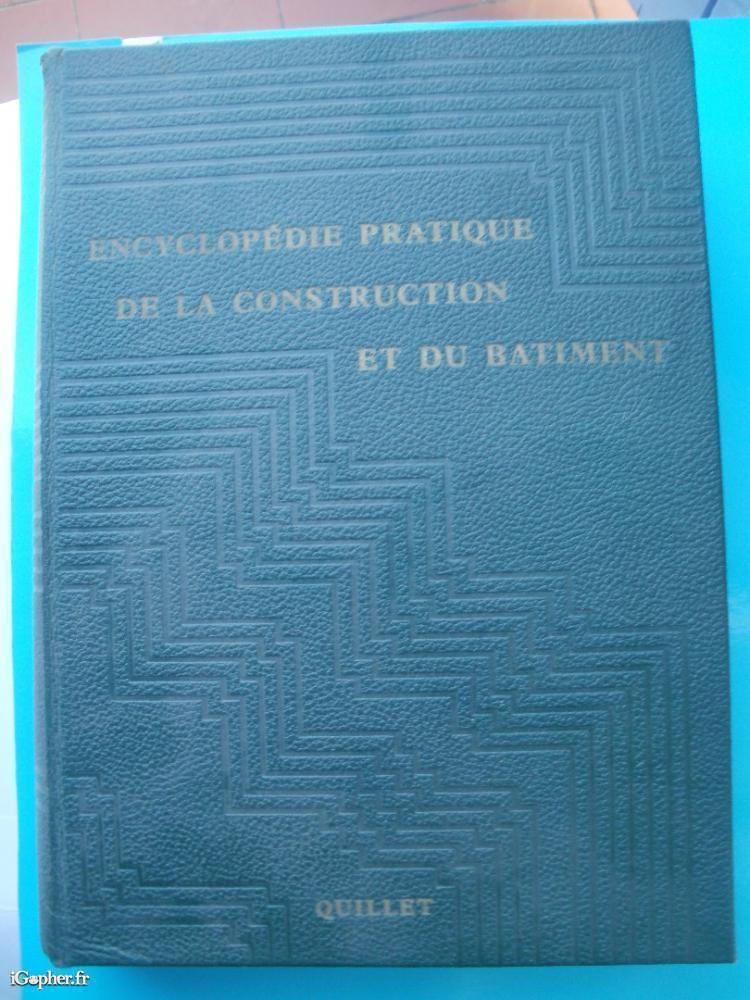 ENCYCLOPÉDIE PRATIQUE
DE LA CONSTRUCTION
ET DU BATIMENT
QUILLET
iGopher.fr